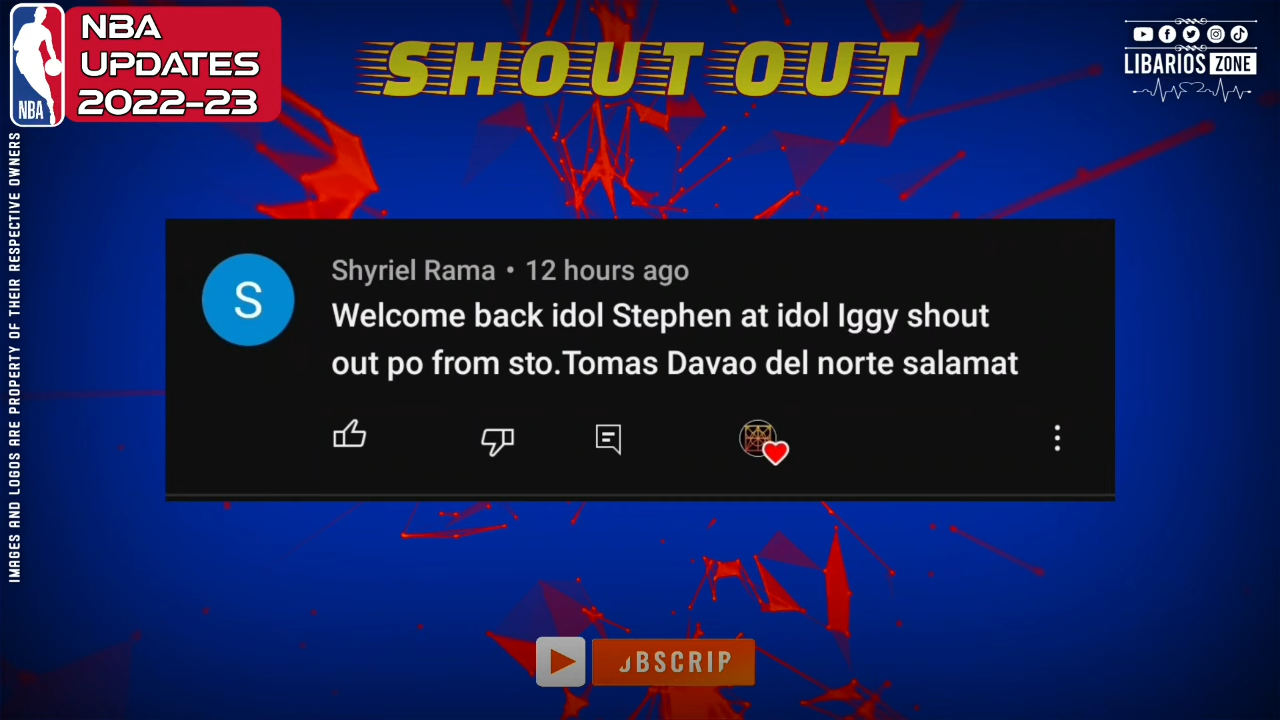 NBA
UPDATES
2022-23
NBA
SHOUT OUT
LIBARIOS ZONE
IMAGES AND LOGOS ARE PROPERTY OF THEIR RESPECTIVE OWNERS
S
Shyriel Rama • 12 hours ago
Welcome back idol Stephen at idol Iggy shout
out po from sto.Tomas Davao del norte salamat